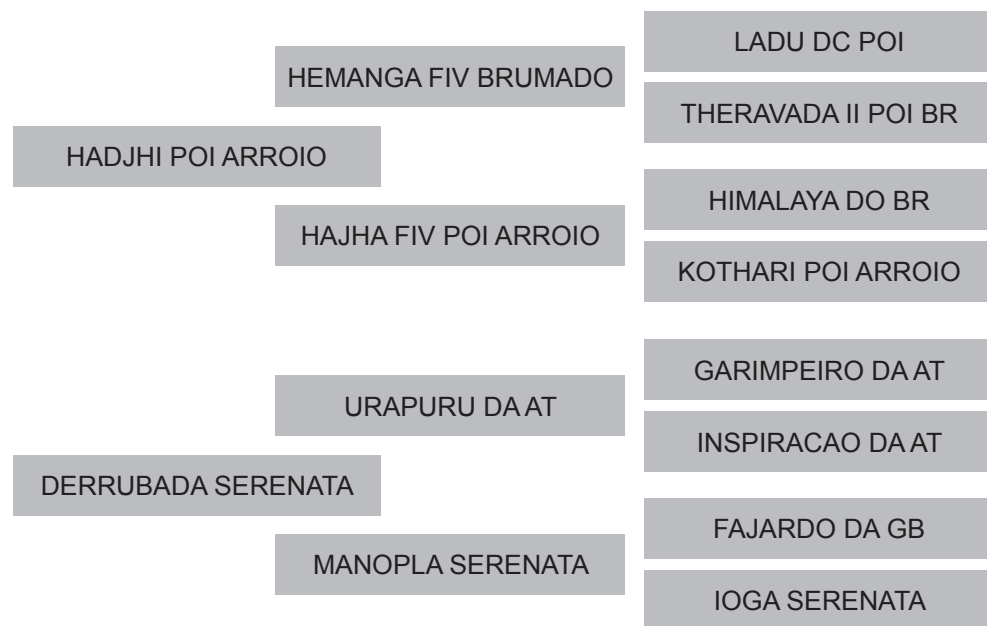 LADU DC POI
HEMANGA FIV BRUMADO
THERAVADA II POI BR
HADJHI POI ARROIO
HIMALAYA DO BR
HAJHA FIV POI ARROIO
KOTHARI POI ARROIO
GARIMPEIRO DA AT
URAPURU DA AT
INSPIRACAO DA AT
DERRUBADA SERENATA
FAJARDO DA GB
MANOPLA SERENATA
IOGA SERENATA